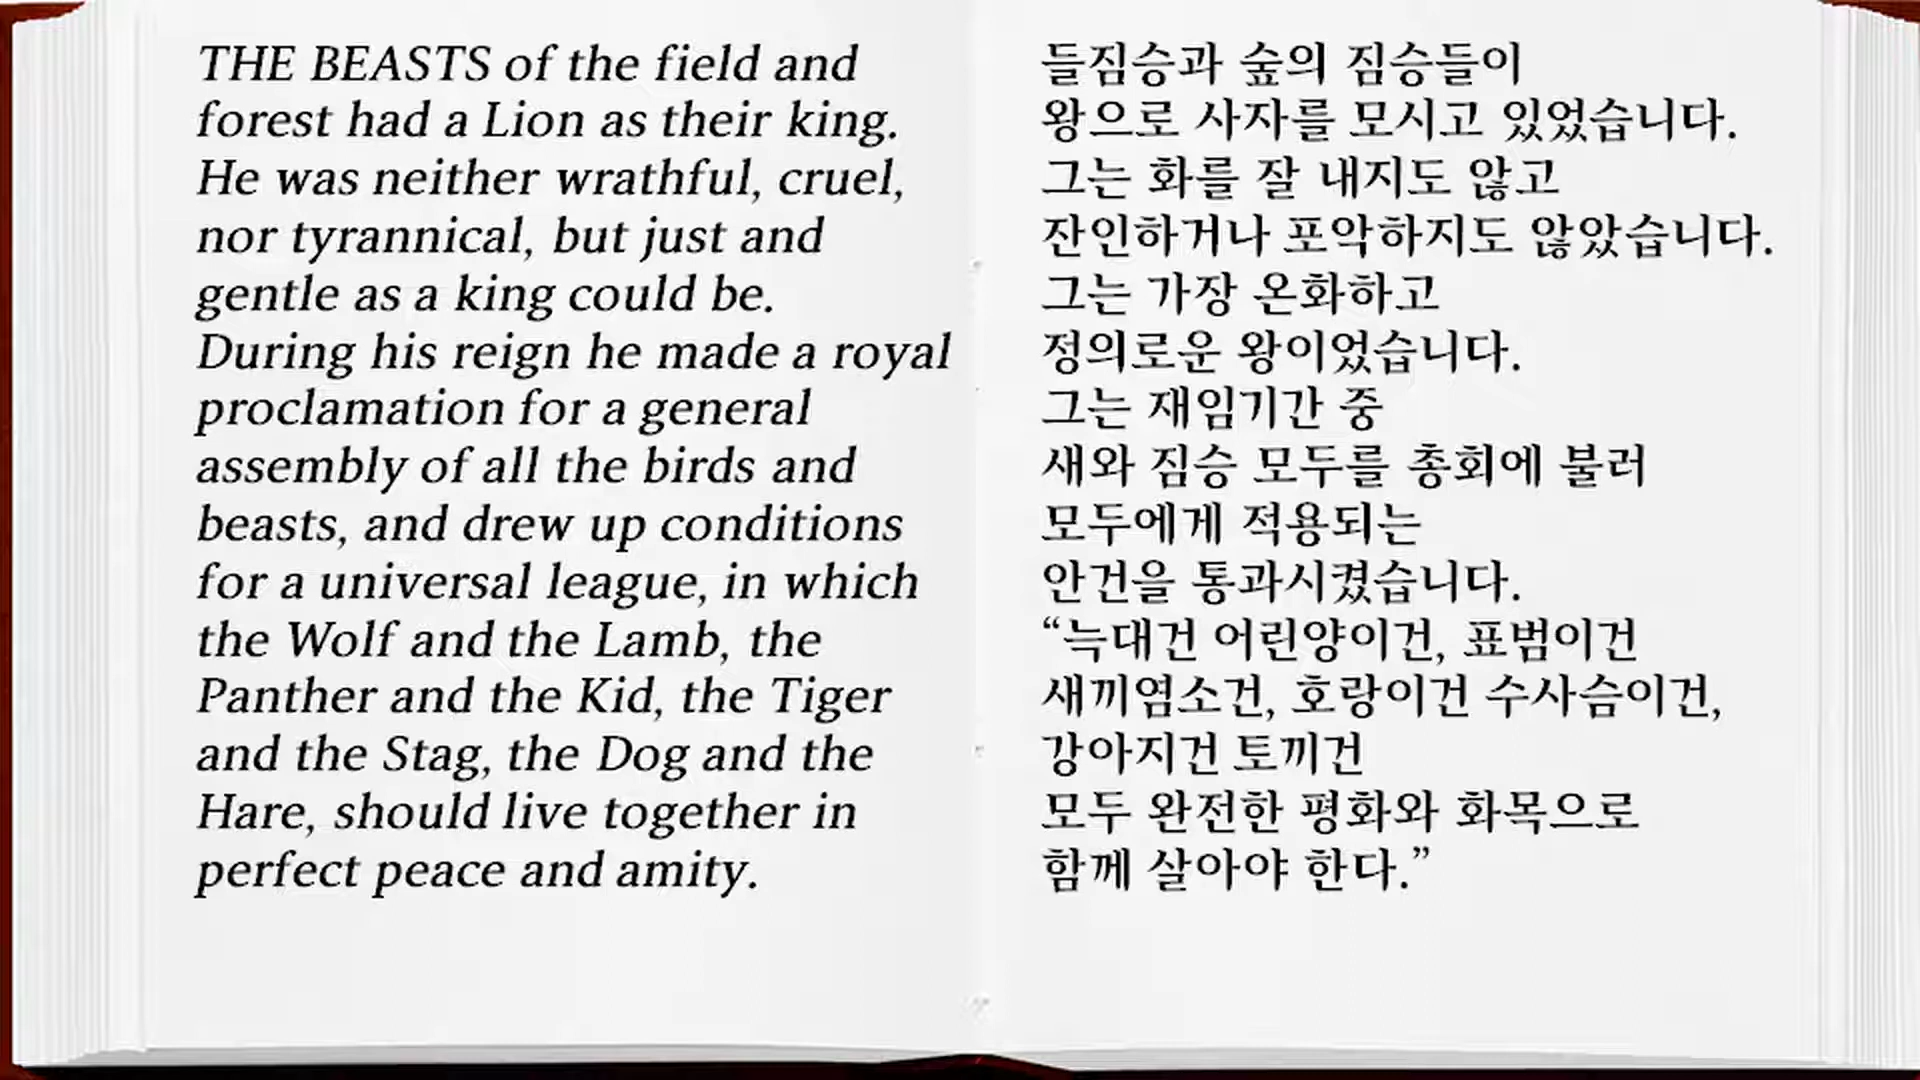 THE BEASTS of the field and
forest had a Lion as their king.
He was neither wrathful, cruel,
nor tyrannical, but just and
gentle as a king could be.
During his reign he made a royal
proclamation for a general
assembly of all the birds and
beasts, and drew up conditions
for a universal league, in which
the Wolf and the Lamb, the
Panther and the Kid, the Tiger
and the Stag, the Dog and the
Hare, should live together in
perfect peace and amity.
들짐승과 숲의 짐승들이
왕으로 사자를 모시고 있었습니다.
그는 화를 잘 내지도 않고
잔인하거나 포악하지도 않았습니다.
그는 가장 온화하고
정의로운 왕이었습니다.
그는 재임기간 중
새와 짐승 모두를 총회에 불러
모두에게 적용되는
안건을 통과시켰습니다.
“늑대건 어린양이건, 표범이건
새끼염소건, 호랑이건 수사슴이건,
강아지건 토끼건
모두 완전한 평화와 화목으로
함께 살아야 한다.”